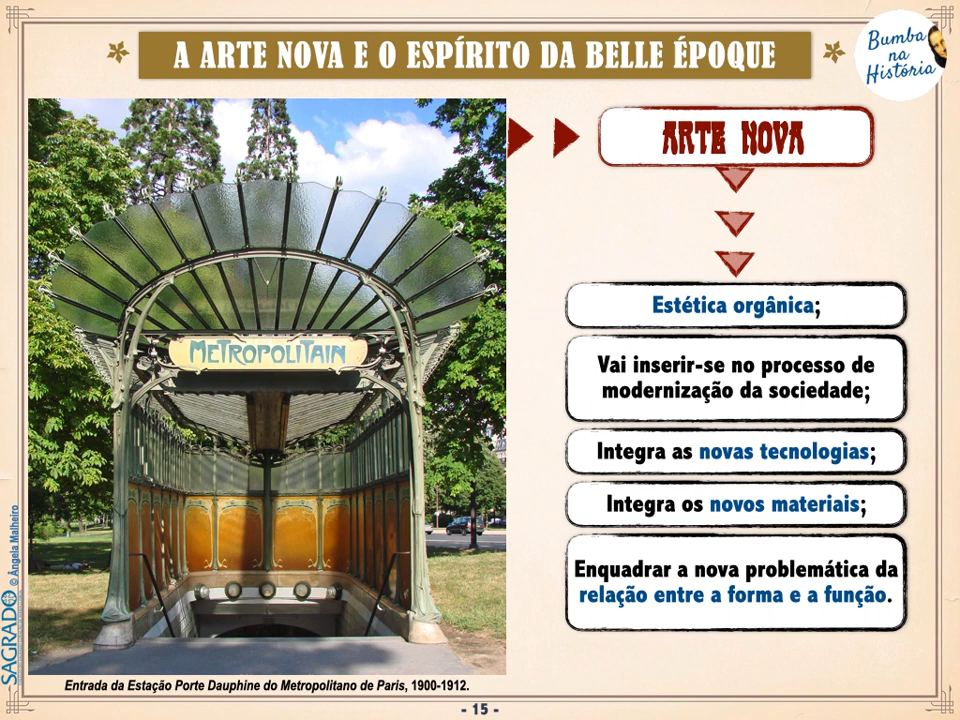 A ARTE NOVA E O ESPÍRITO DA BELLE ÉPOQUE
Bumba
na
História
ARTE NOVA
METROPOLITAIN
Estética orgânica;
Vai inserir-se no processo de
modernização da sociedade;
Integra as novas tecnologias;
Integra os novos materiais;
Enquadrar a nova problemática da
relação entre a forma e a função.
SAGRADO © Ângela Malheiro
Entrada da Estação Porte Dauphine do Metropolitano de Paris, 1900-1912.
- 15 -